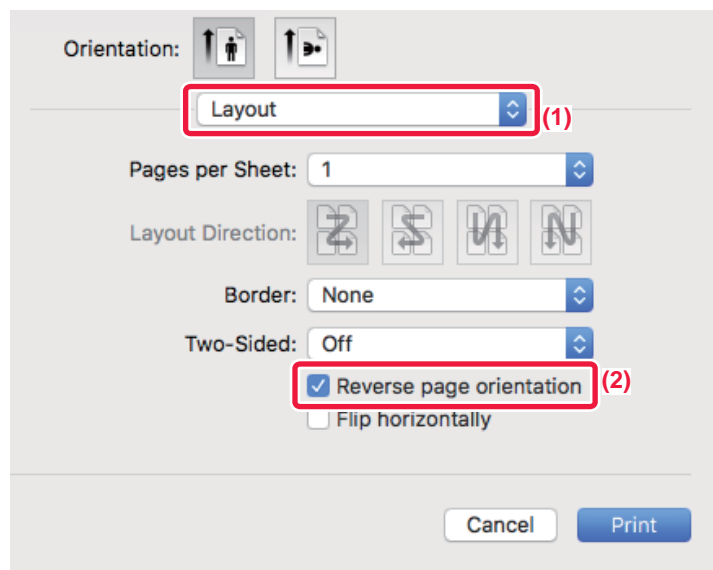 Orientation:
Layout
(1)
Pages per Sheet: 1
Layout Direction:
Border: None
Two-Sided: Off
Reverse page orientation
(2)
Flip horizontally
Cancel Print